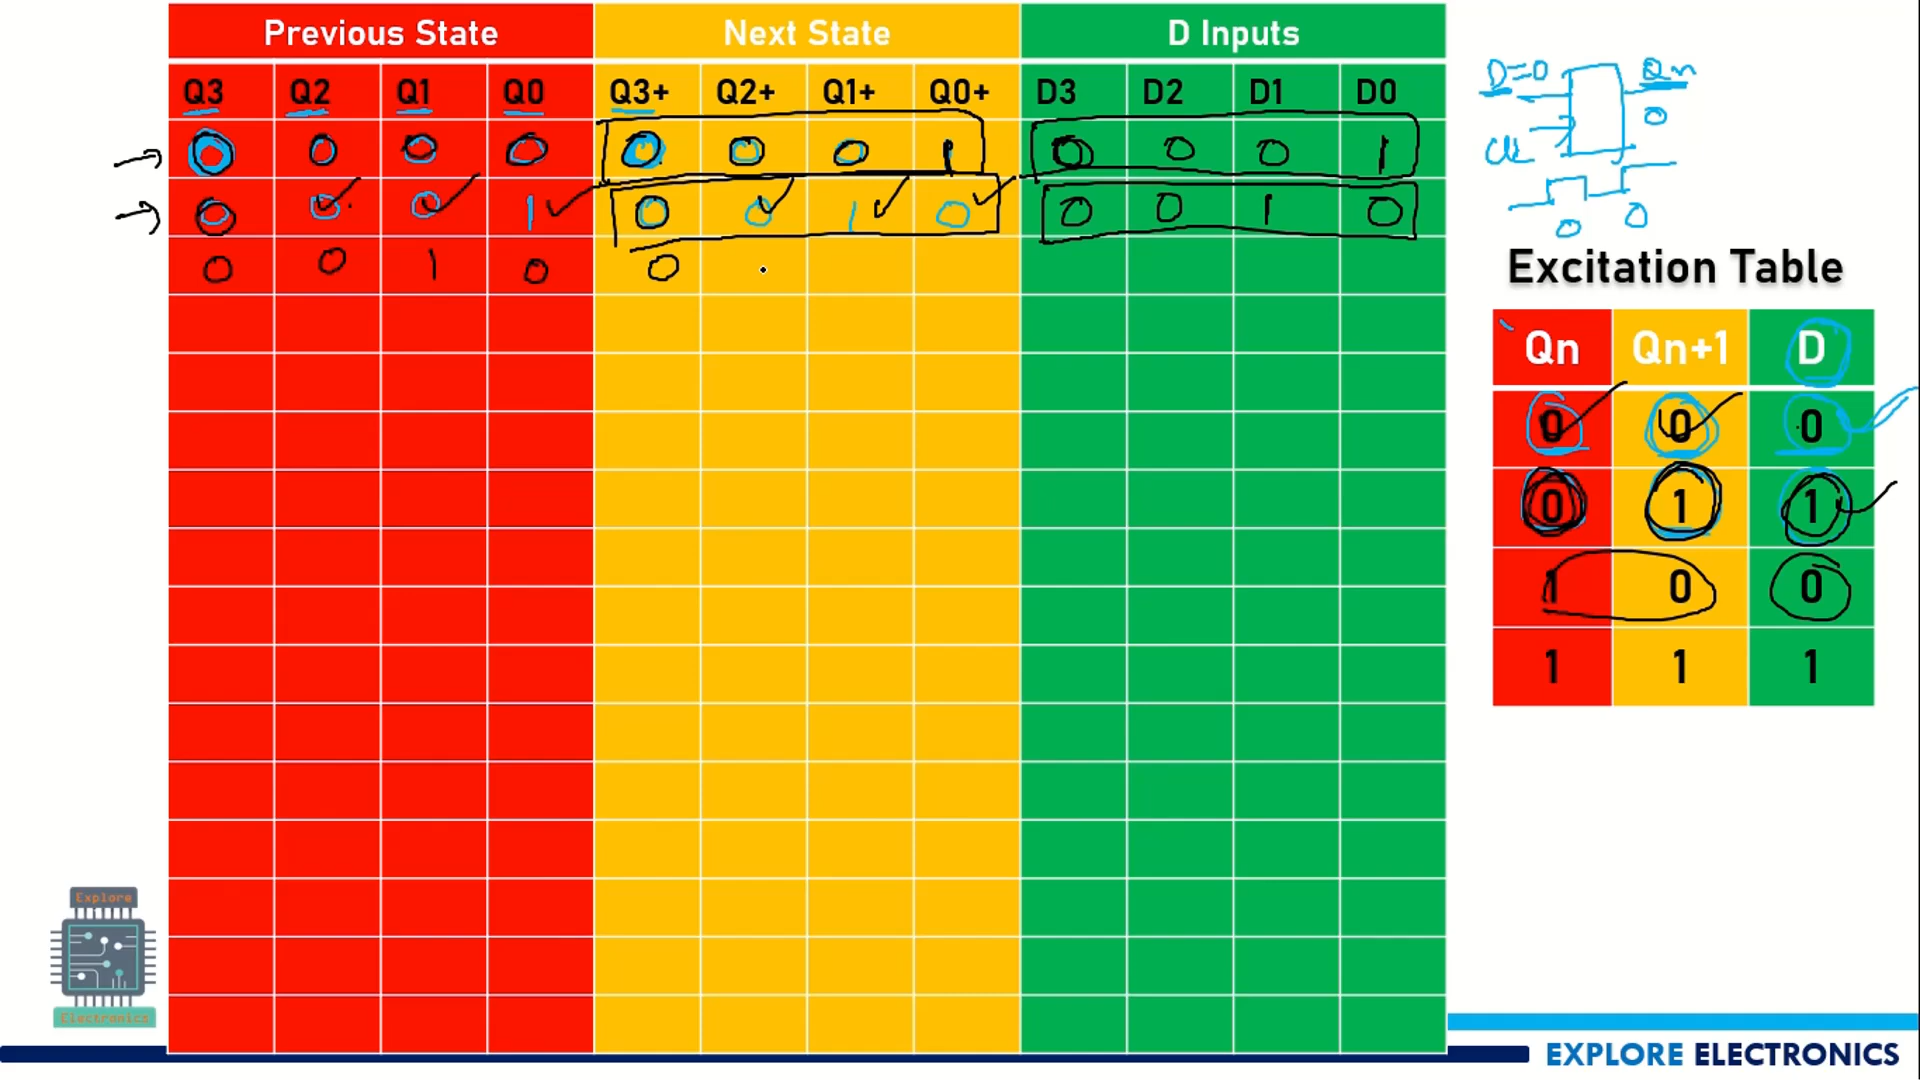 Previous State Next State D Inputs
Q3 Q2 Q1 Q0 Q3+ Q2+ Q1+ Q0+ D3 D2 D1 D0
0 0 0 0 0 0 0 1 0 0 0 1
0 0 0 1 0 0 1 0 0 0 1 0
0 0 1 0 0
D=0 Qn
0
Clk
0 0
Excitation Table
Qn Qn+1 D
0 0 0
0 1 1
1 0 0
1 1 1
Explore
Electronics
EXPLORE ELECTRONICS